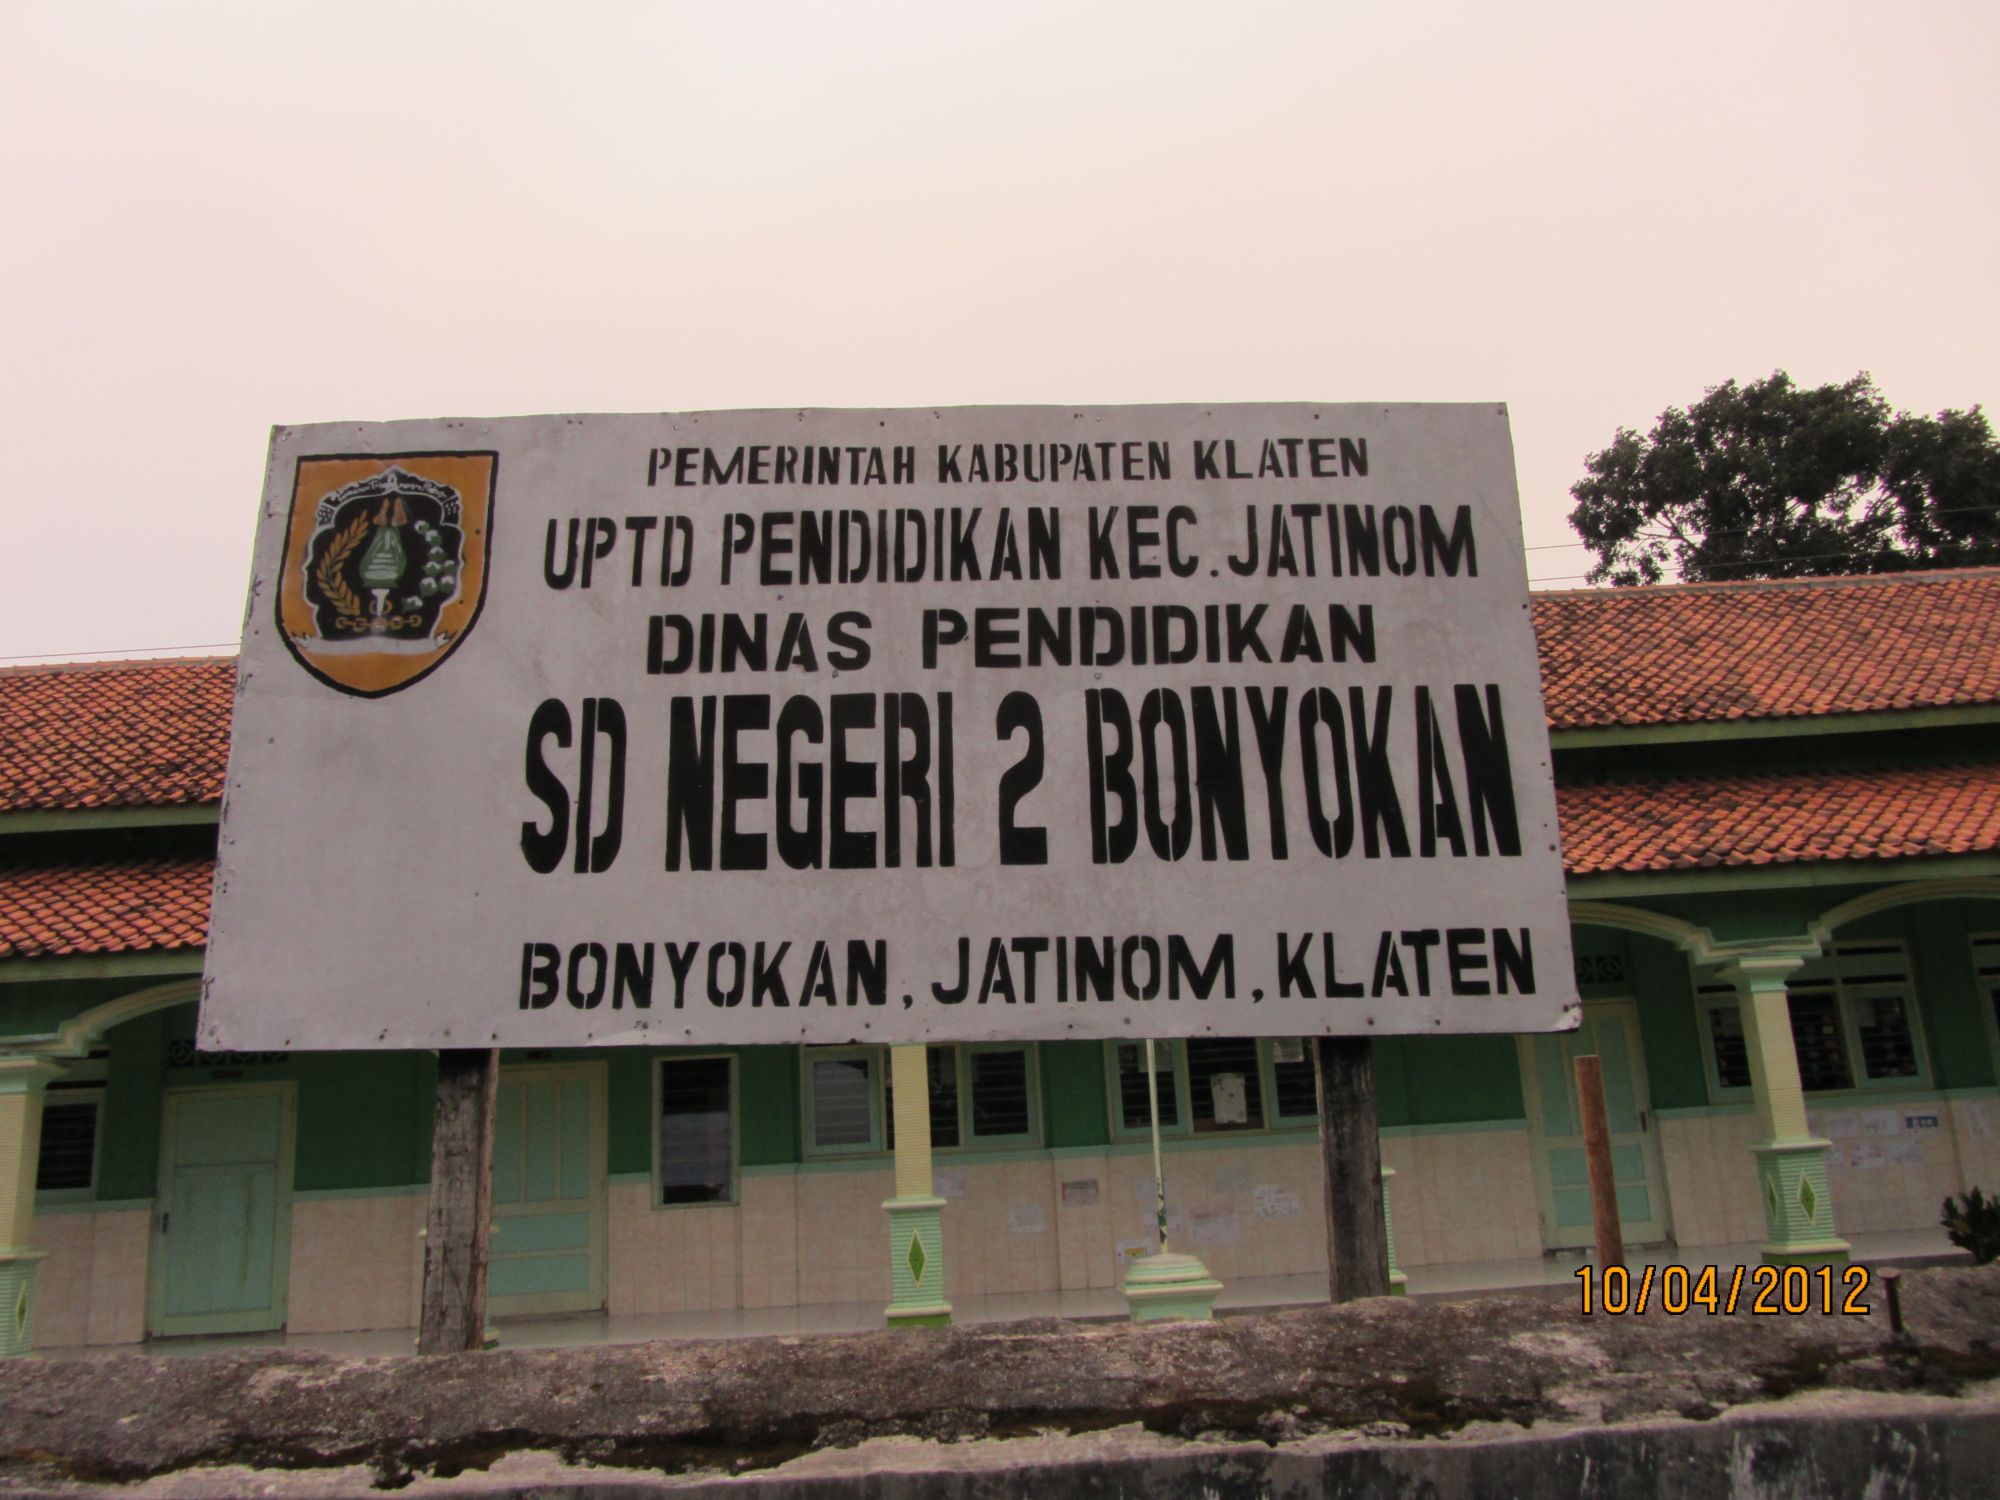 PEMERINTAH KABUPATEN KLATEN
UPTD PENDIDIKAN KEC. JATINOM
DINAS PENDIDIKAN
SD NEGERI 2 BONYOKAN
BONYOKAN, JATINOM, KLATEN
10/04/2012